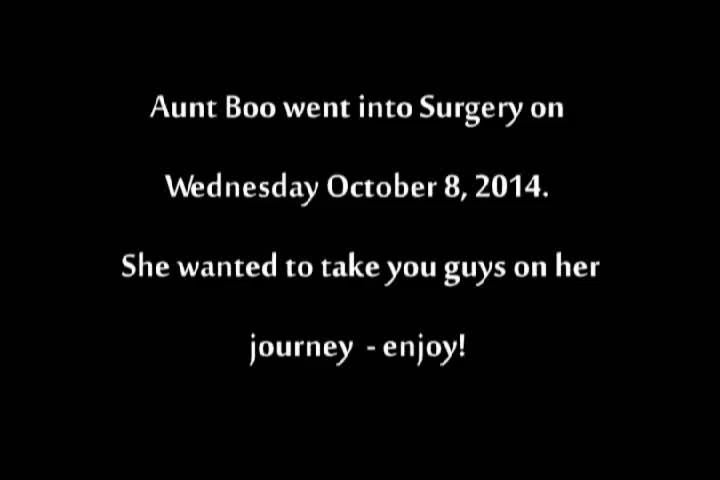 Aunt Boo went into Surgery on
Wednesday October 8, 2014.
She wanted to take you guys on her
journey - enjoy!